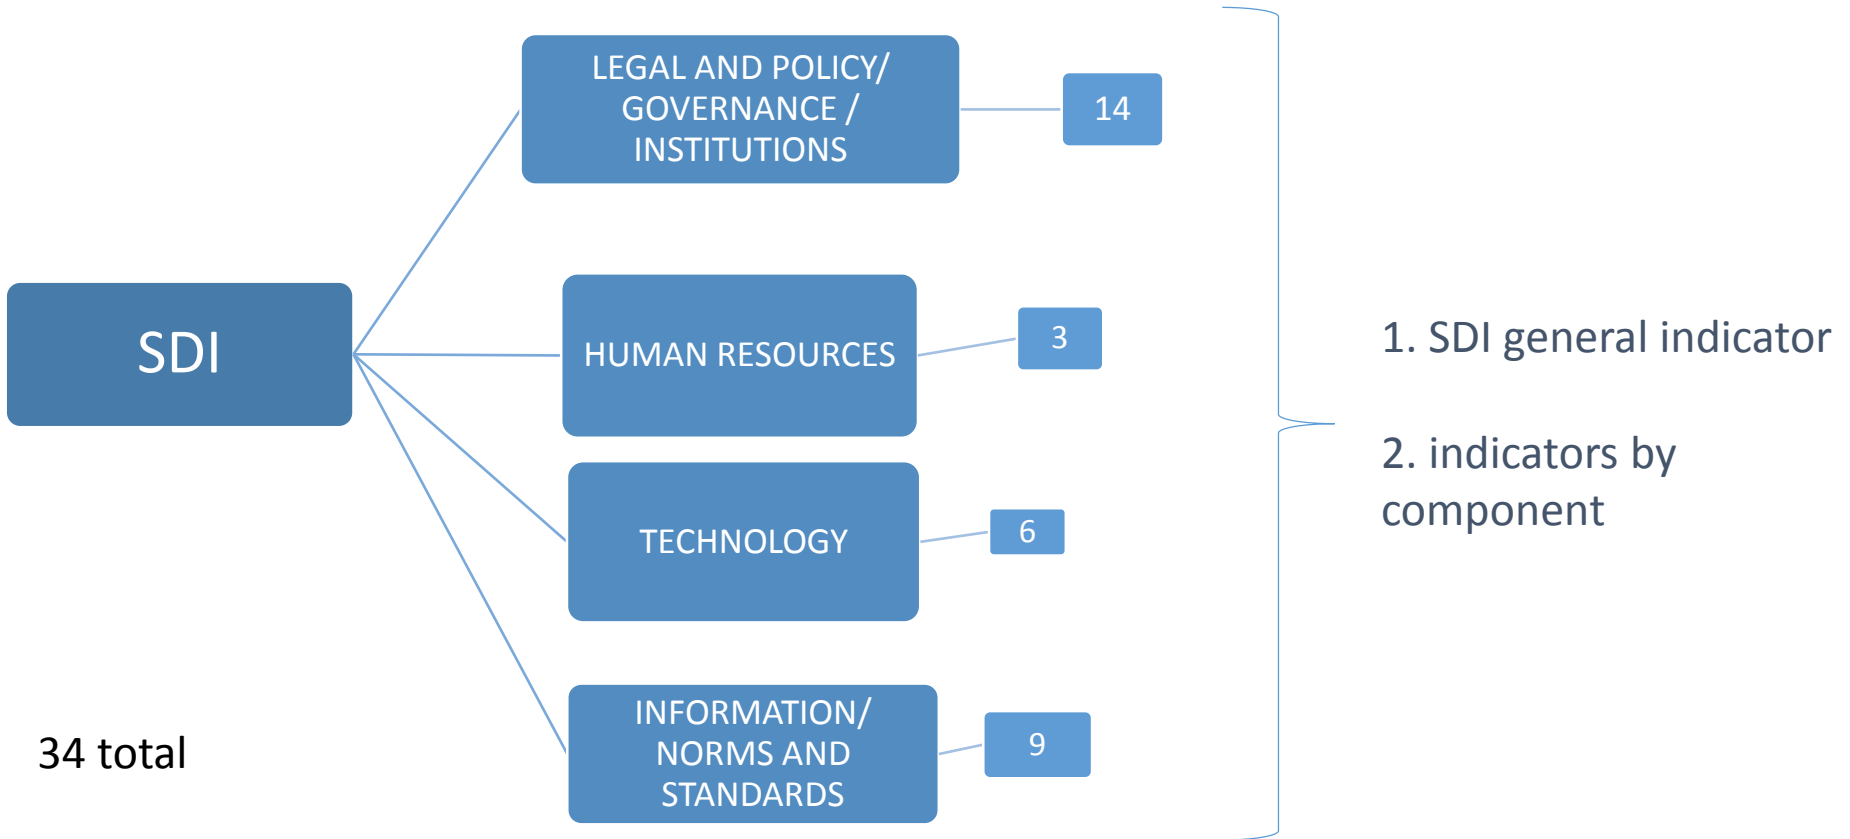 SDI
LEGAL AND POLICY/
GOVERNANCE /
INSTITUTIONS
14
HUMAN RESOURCES
3
TECHNOLOGY
6
INFORMATION/
NORMS AND
STANDARDS
9
34 total
1. SDI general indicator
2. indicators by
component